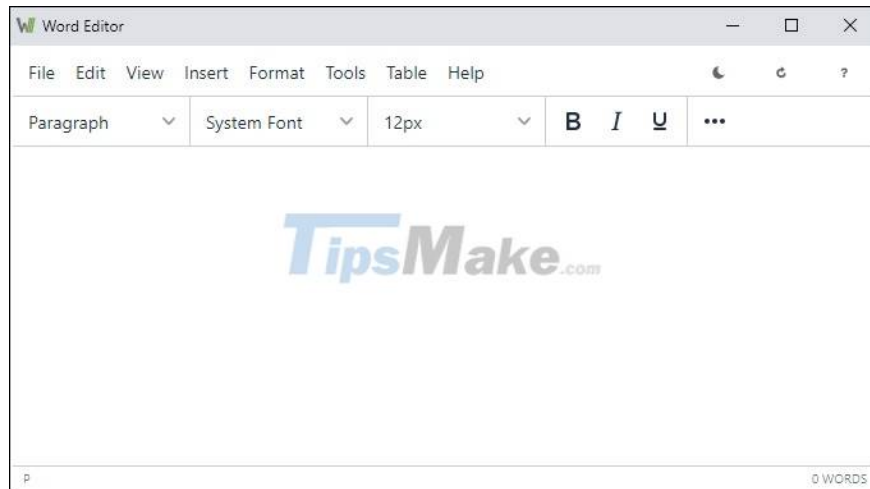 Word Editor
File Edit View Insert Format Tools Table Help ?
Paragraph System Font 12px B I U •••
TipsMake.com
P 0 WORDS